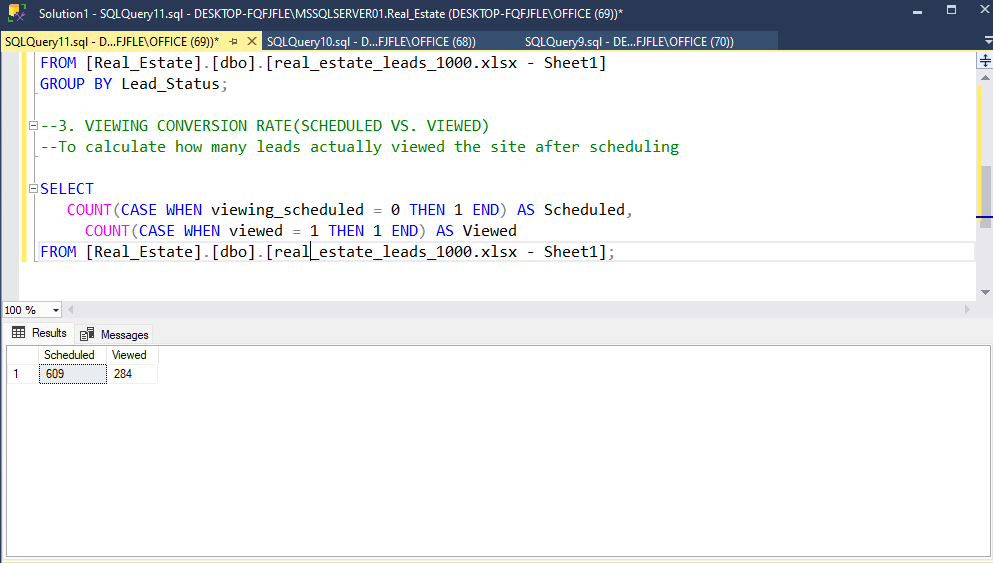 Solution1 - SQLQuery11.sql - DESKTOP-FQFJFLE\MSSQLSERVER01.Real_Estate (DESKTOP-FQFJFLE\OFFICE (69))*
SQLQuery11.sql - D...FJFLE\OFFICE (69))* SQLQuery10.sql - D...FJFLE\OFFICE (68)) SQLQuery9.sql - DE...FJFLE\OFFICE (70))
FROM [Real_Estate].[dbo].[real_estate_leads_1000.xlsx - Sheet1]
GROUP BY Lead_Status;
--3. VIEWING CONVERSION RATE(SCHEDULED VS. VIEWED)
--To calculate how many leads actually viewed the site after scheduling
SELECT
COUNT(CASE WHEN viewing_scheduled = 0 THEN 1 END) AS Scheduled,
COUNT(CASE WHEN viewed = 1 THEN 1 END) AS Viewed
FROM [Real_Estate].[dbo].[real_estate_leads_1000.xlsx - Sheet1];
100 %
Results Messages
Scheduled Viewed
1 609 284